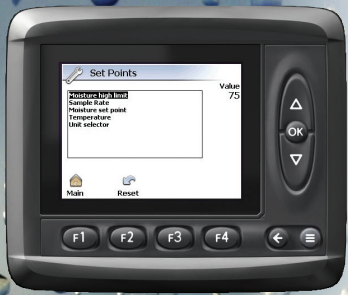 Set Points
Value
75
Moisture high limit
Sample Rate
Moisture set point
Temperature
Unit selector
Main
Reset
OK
F1
F2
F3
F4